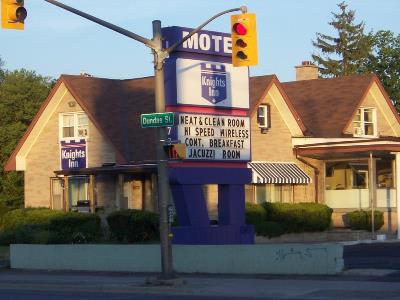 MOTE
Knights
Inn
Dundas St.
NEAT & CLEAN ROOM
HI SPEED WIRELESS
CONT. BREAKFAST
JACUZZI ROOM
Knights
Inn